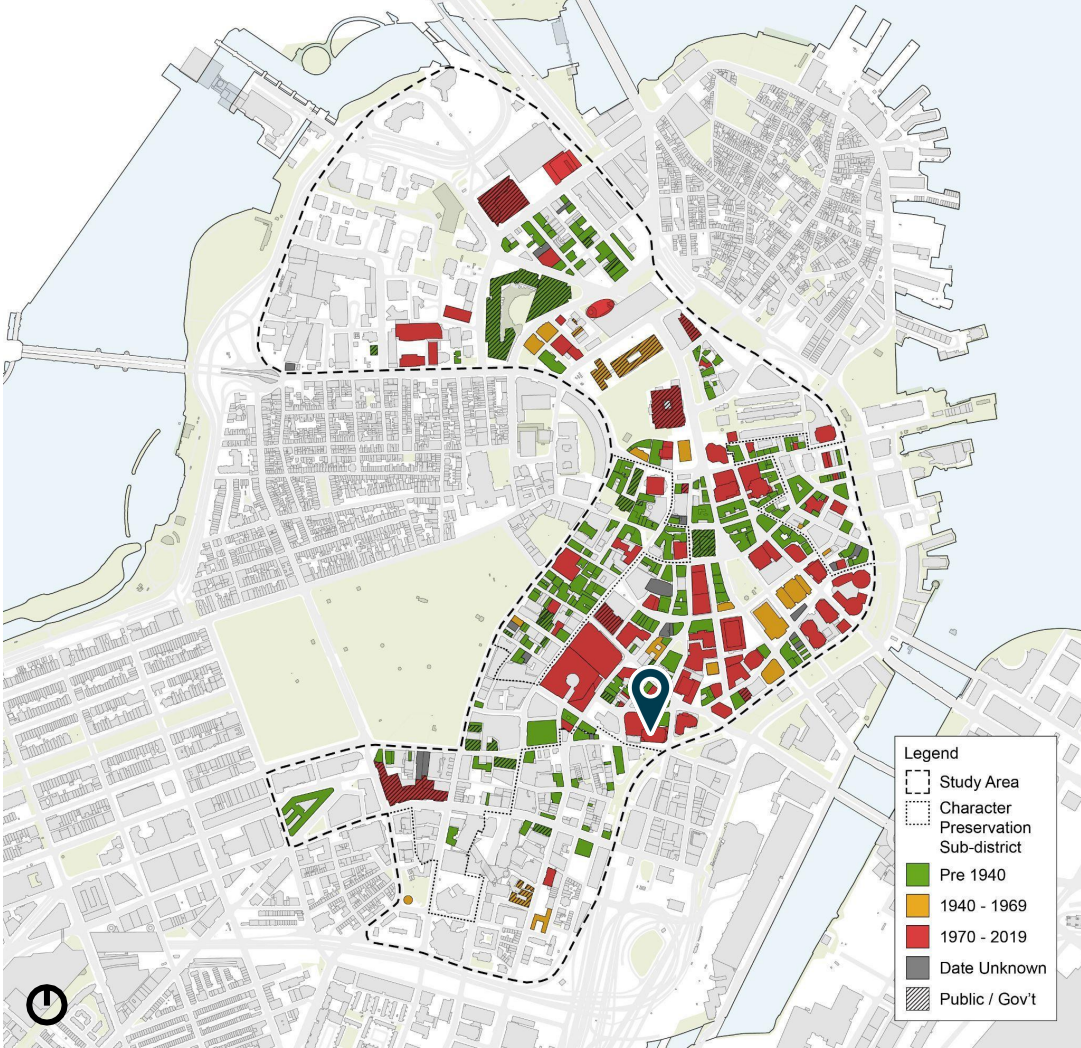 Legend
Study Area
Character
Preservation
Sub-district
Pre 1940
1940 - 1969
1970 - 2019
Date Unknown
Public / Gov't